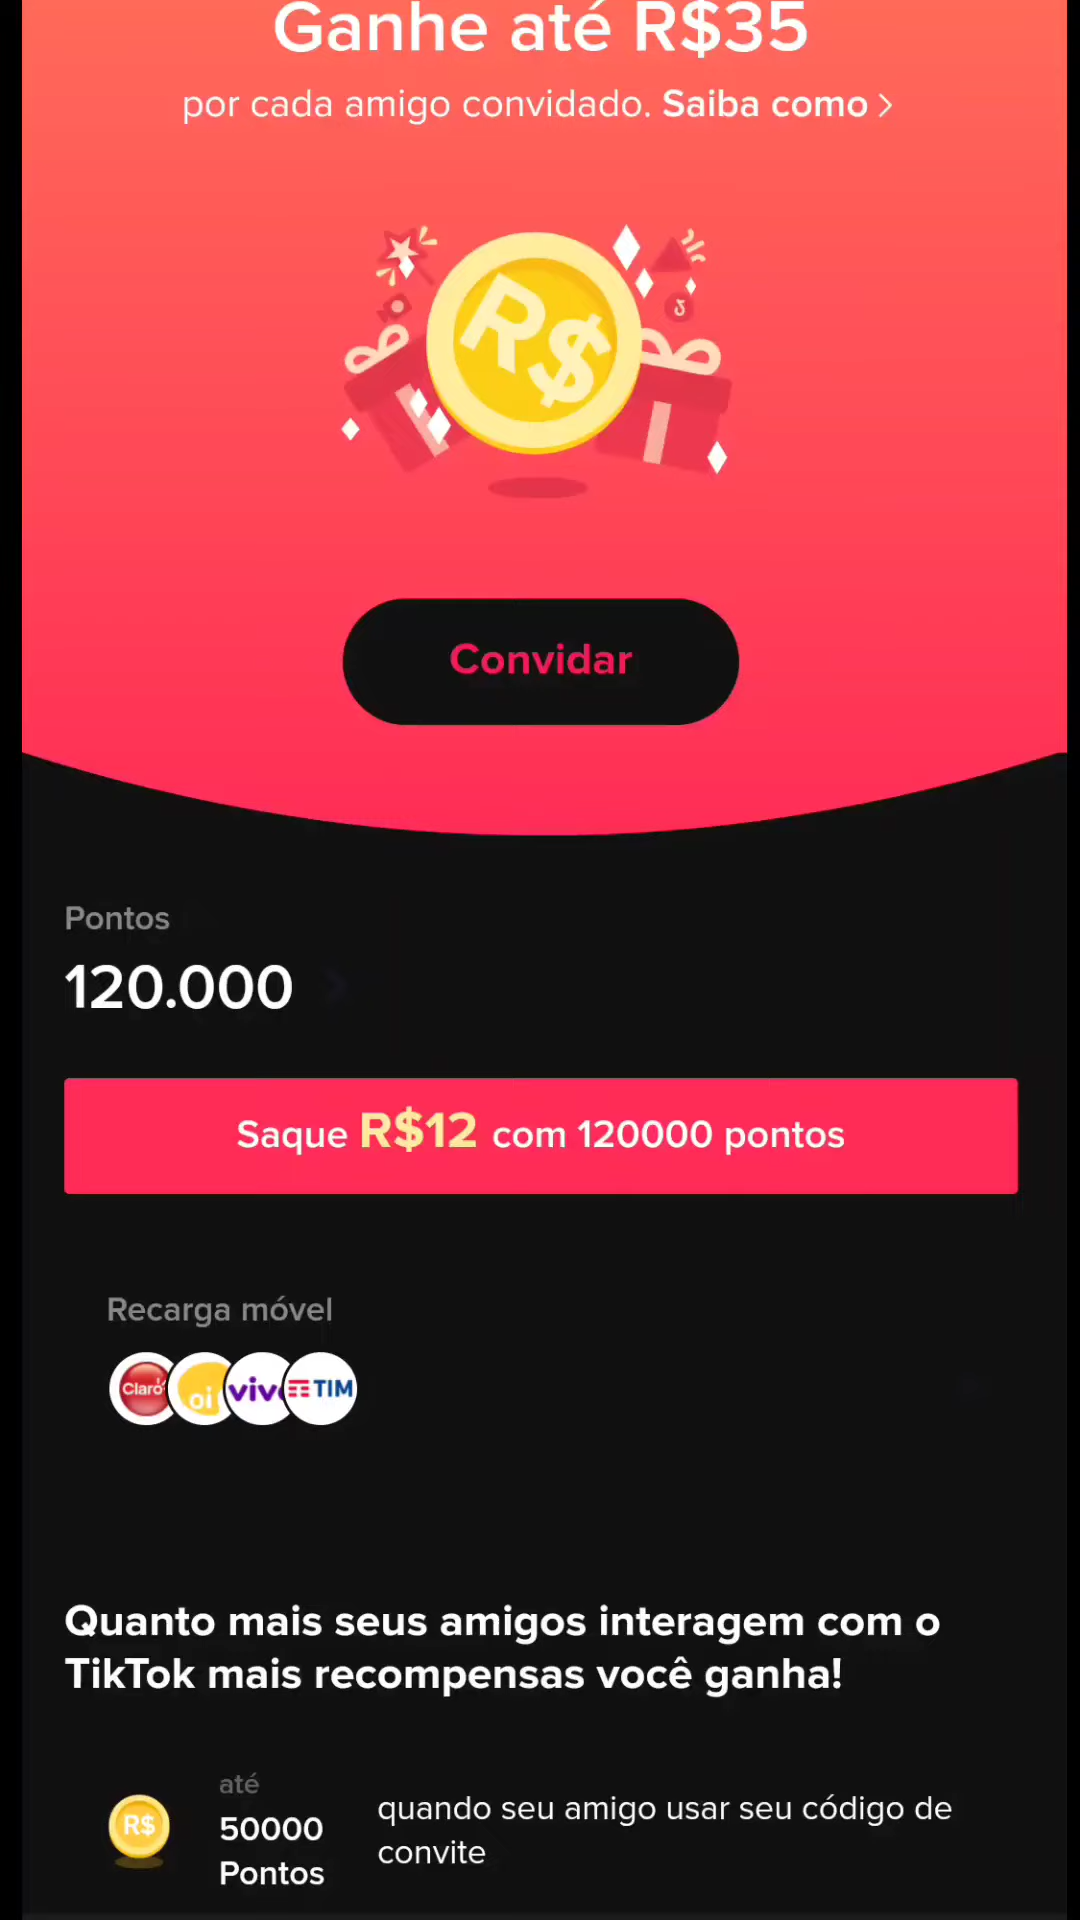 Ganhe até R$35
por cada amigo convidado. Saiba como >
R$
Convidar
Pontos
120.000
Saque R$12 com 120000 pontos
Recarga móvel
Claro oi vivo TIM
Quanto mais seus amigos interagem com o
TikTok mais recompensas você ganha!
R$
até
50000
Pontos
quando seu amigo usar seu código de
convite